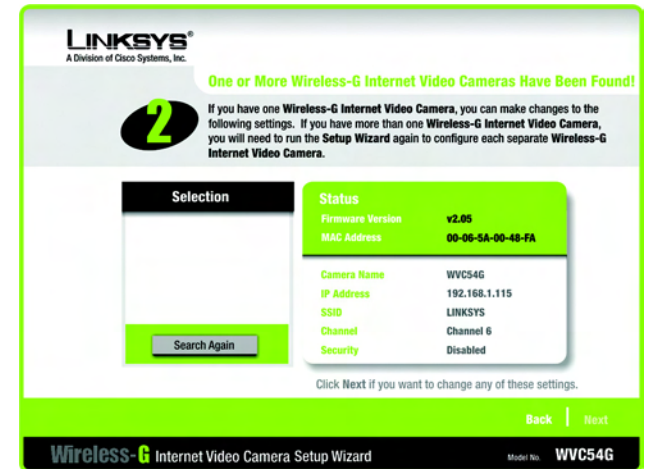 LINKSYS®
A Division of Cisco Systems, Inc.
One or More Wireless-G Internet Video Cameras Have Been Found!
2
If you have one Wireless-G Internet Video Camera, you can make changes to the
following settings. If you have more than one Wireless-G Internet Video Camera,
you will need to run the Setup Wizard again to configure each separate Wireless-G
Internet Video Camera.
Selection
Search Again
Status
Firmware Version v2.05
MAC Address 00-06-5A-00-48-FA
Camera Name WVC54G
IP Address 192.168.1.115
SSID LINKSYS
Channel Channel 6
Security Disabled
Click Next if you want to change any of these settings.
Back Next
Wireless-G Internet Video Camera Setup Wizard
Model No. WVC54G